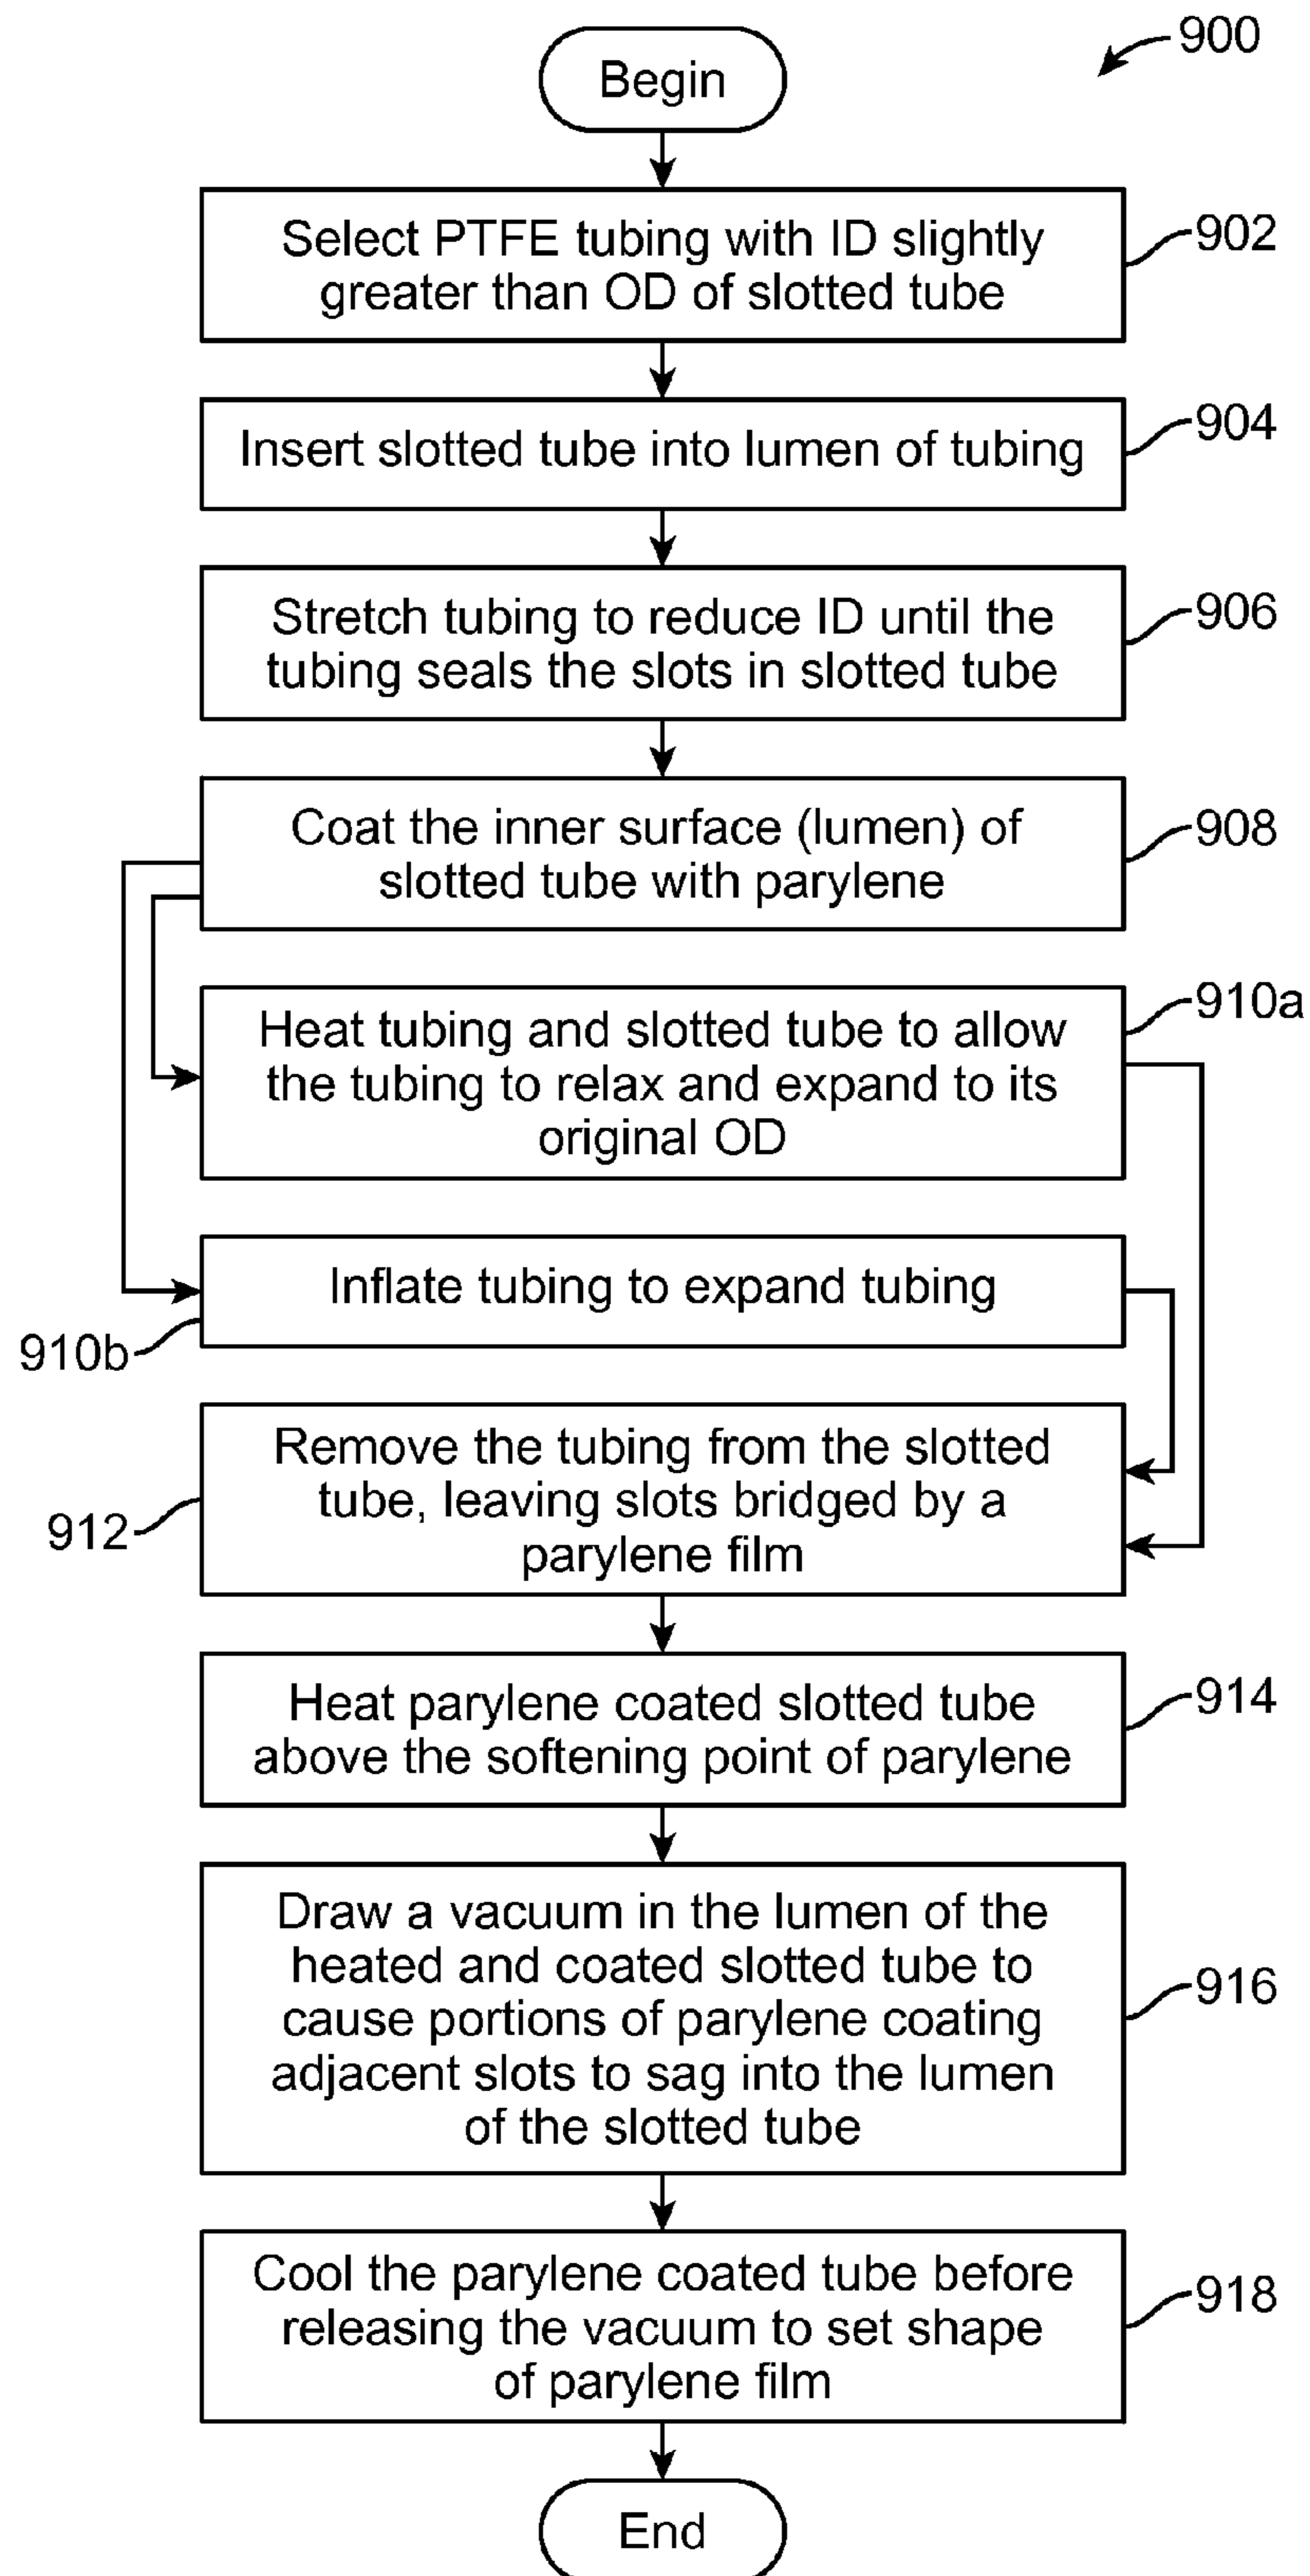 900
Begin
Select PTFE tubing with ID slightly
greater than OD of slotted tube
902
Insert slotted tube into lumen of tubing
904
Stretch tubing to reduce ID until the
tubing seals the slots in slotted tube
906
Coat the inner surface (lumen) of
slotted tube with parylene
908
Heat tubing and slotted tube to allow
the tubing to relax and expand to its
original OD
910a
Inflate tubing to expand tubing
910b
Remove the tubing from the slotted
tube, leaving slots bridged by a
parylene film
912
Heat parylene coated slotted tube
above the softening point of parylene
914
Draw a vacuum in the lumen of the
heated and coated slotted tube to
cause portions of parylene coating
adjacent slots to sag into the lumen
of the slotted tube
916
Cool the parylene coated tube before
releasing the vacuum to set shape
of parylene film
918
End